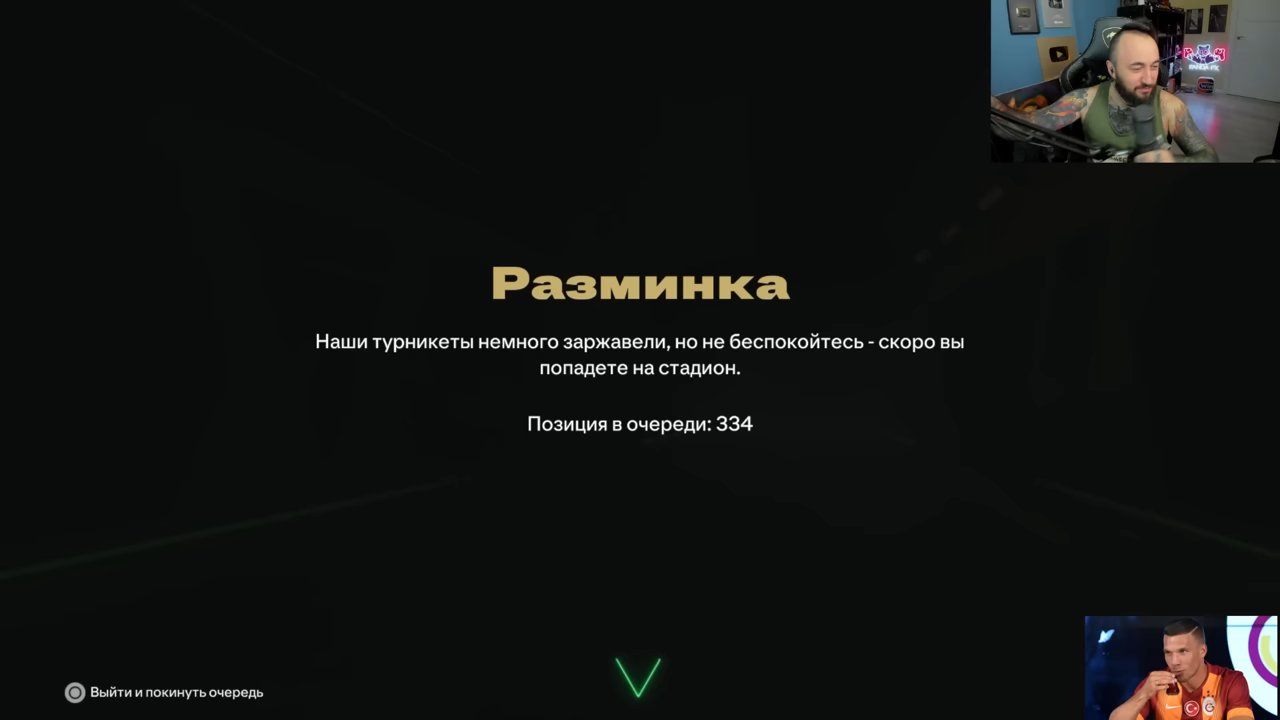 Разминка
Наши турникеты немного заржавели, но не беспокойтесь - скоро вы
попадете на стадион.
Позиция в очереди: 334
Выйти и покинуть очередь